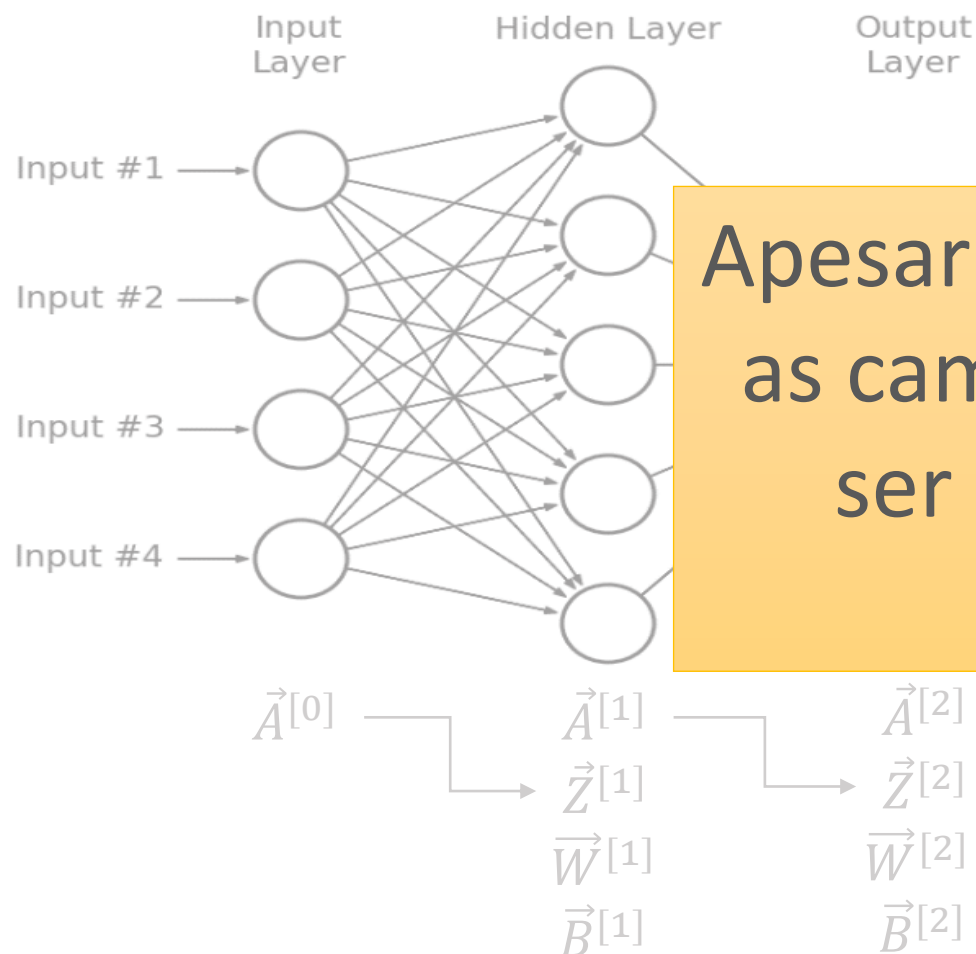 Input Layer
Hidden Layer
Output Layer
Input #1
Input #2
Input #3
Input #4
Apesar
as cam
ser
A⃗[0]
A⃗[1]
A⃗[2]
Z⃗[1]
Z⃗[2]
W⃗[1]
W⃗[2]
B⃗[1]
B⃗[2]